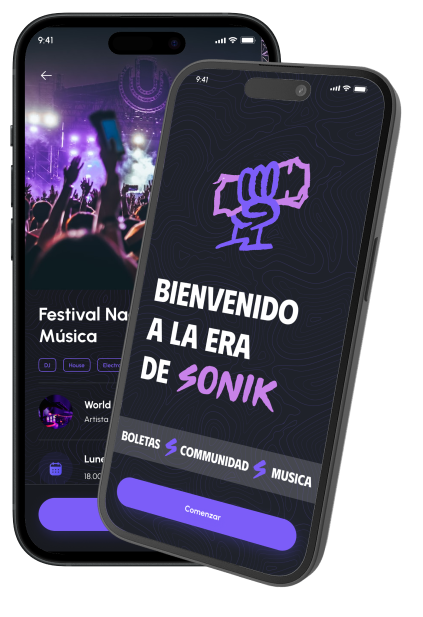 9:41
Festival Na
Música
DJ
House
Electr
World
Artista
Lune
18.00
9:41
BIENVENIDO
A LA ERA
DE SONIK
BOLETAS COMMUNIDAD MUSICA
Comenzar